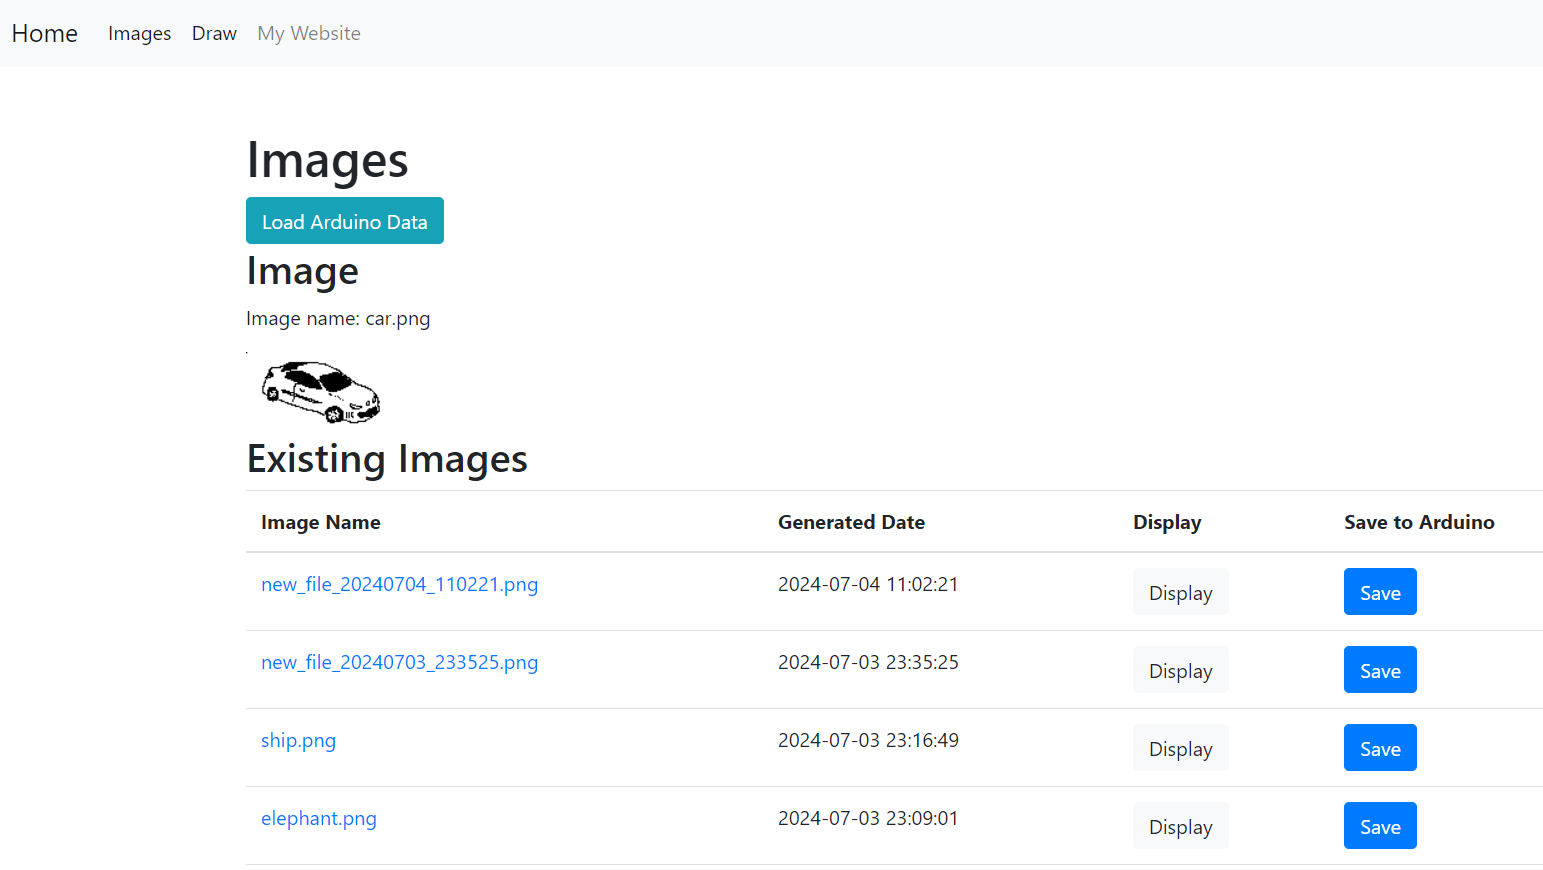 Home Images Draw My Website
Images
Load Arduino Data
Image
Image name: car.png
Existing Images
Image Name Generated Date Display Save to Arduino
new_file_20240704_110221.png 2024-07-04 11:02:21 Display Save
new_file_20240703_233525.png 2024-07-03 23:35:25 Display Save
ship.png 2024-07-03 23:16:49 Display Save
elephant.png 2024-07-03 23:09:01 Display Save